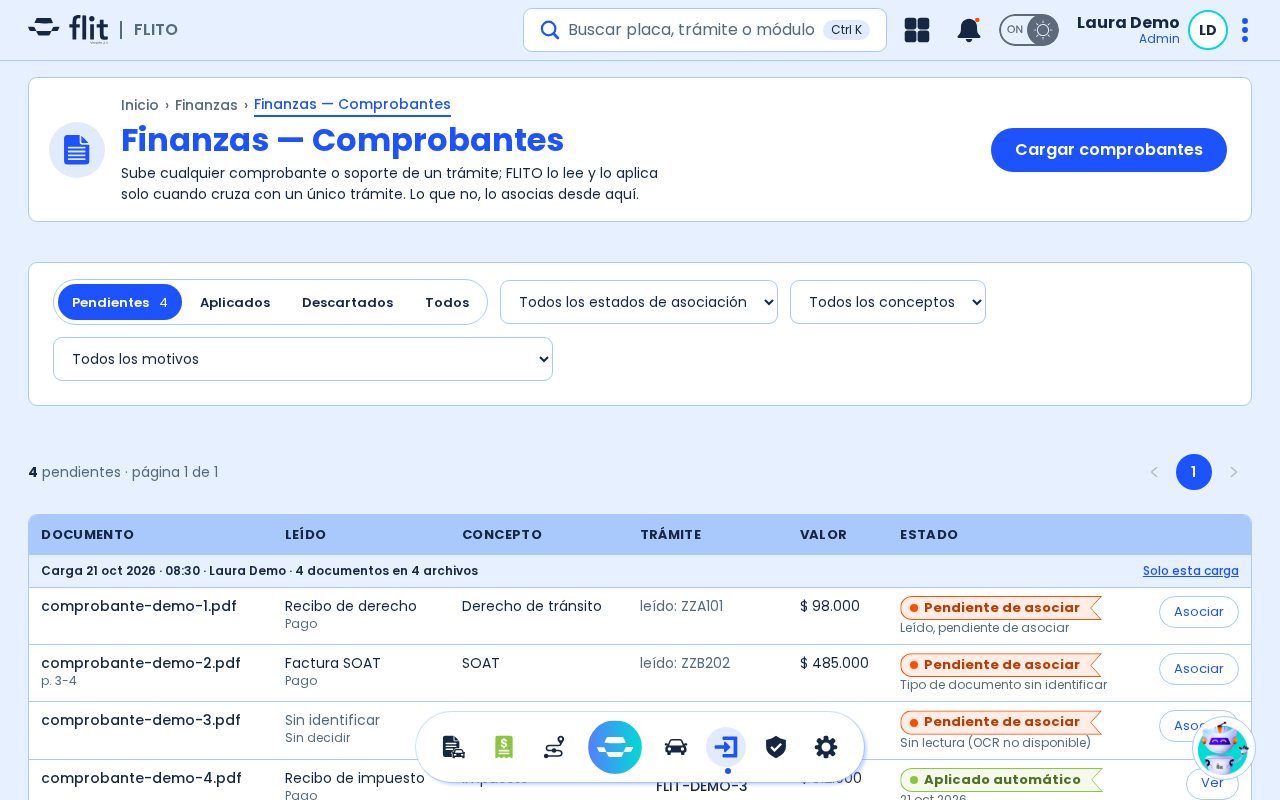 flit | FLITO
Buscar placa, trámite o módulo Ctrl K
ON
Laura Demo
Admin
LD
Inicio › Finanzas › Finanzas — Comprobantes
Finanzas — Comprobantes
Sube cualquier comprobante o soporte de un trámite; FLITO lo lee y lo aplica
solo cuando cruza con un único trámite. Lo que no, lo asocias desde aquí.
Cargar comprobantes
Pendientes 4 Aplicados Descartados Todos
Todos los estados de asociación
Todos los conceptos
Todos los motivos
4 pendientes · página 1 de 1
1
DOCUMENTO LEÍDO CONCEPTO TRÁMITE VALOR ESTADO
Carga 21 oct 2026 · 08:30 · Laura Demo · 4 documentos en 4 archivos Solo esta carga
comprobante-demo-1.pdf Recibo de derecho Derecho de tránsito leído: ZZA101 $ 98.000 Pendiente de asociar Asociar
Pago Leído, pendiente de asociar
comprobante-demo-2.pdf Factura SOAT SOAT leído: ZZB202 $ 485.000 Pendiente de asociar Asociar
p. 3-4 Pago Tipo de documento sin identificar
comprobante-demo-3.pdf Sin identificar Pendiente de asociar
Sin decidir Sin lectura (OCR no disponible)
comprobante-demo-4.pdf Recibo de impuesto Aplicado automático Ver
Pago FLIT-DEMO-3 21 oct 2026